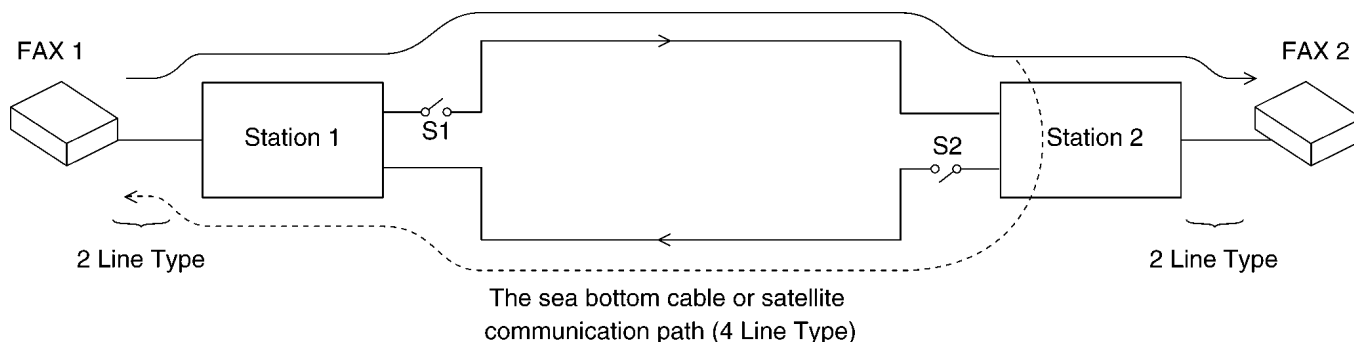 FAX 1
FAX 2
Station 1
S1
S2
Station 2
2 Line Type
2 Line Type
The sea bottom cable or satellite
communication path (4 Line Type)